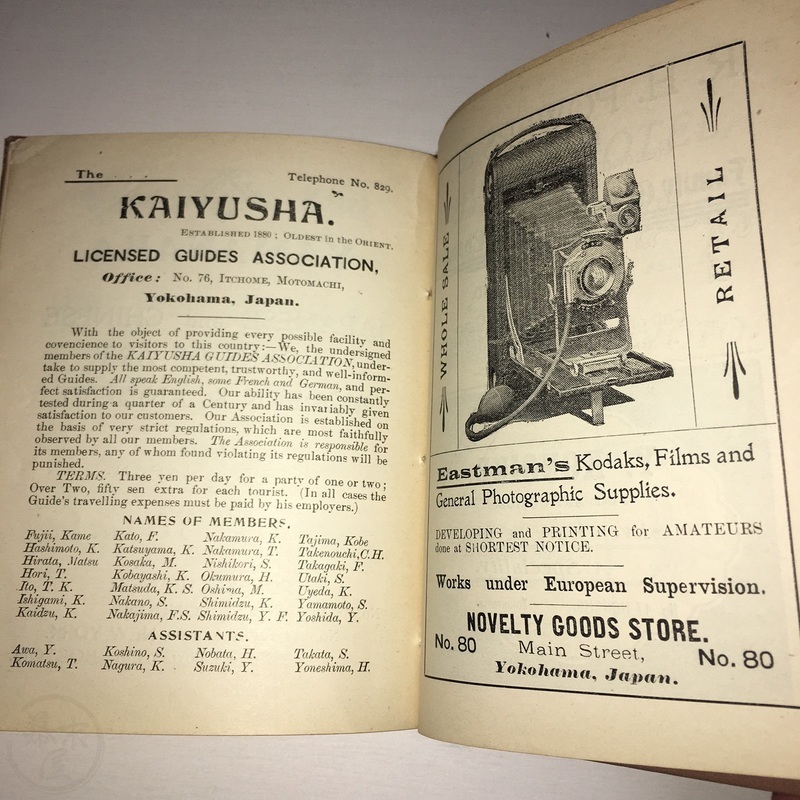 The . . . .
Telephone No. 829.
KAIYUSHA.
ESTABLISHED 1880 ; OLDEST in the ORIENT.
LICENSED GUIDES ASSOCIATION,
Office: No. 76, ITCHOME, MOTOMACHI,
Yokohama, Japan.
With the object of providing every possible facility and
covencience to visitors to this country:—We, the undersigned
members of the KAIYUSHA GUIDES ASSOCIATION, under-
take to supply the most competent, trustworthy, and well-inform-
ed Guides. All speak English, some French and German, and per-
fect satisfaction is guaranteed. Our ability has been constantly
tested during a quarter of a Century and has invariably given
satisfaction to our customers. Our Association is established on
the basis of very strict regulations, which are most faithfully
observed by all our members. The Association is responsible for
its members, any of whom found violating its regulations will be
punished.
TERMS. Three yen per day for a party of one or two;
Over Two, fifty sen extra for each tourist. (In all cases the
Guide's travelling expenses must be paid by his employers.)
NAMES OF MEMBERS.
Fujii, Kame Kato, F. Nakamura, K. Tajima, Kobe
Hashimoto, K. Katsuyama, K. Nakamura, T. Takenouchi, C.H.
Hirata, Matsu Kosaka, M. Nishikori, S. Takagaki, F.
Hori, T. Kobayashi, K. Okumura, H. Utaki, S.
Ito, T. K. Matsuda, K. S. Oshima, M. Uyeda, K.
Ishigami, K. Nakano, S. Shimidzu, K. Yamamoto, S.
Kaidzu, K. Nakajima, F.S. Shimidzu, Y. F. Yoshida, Y.
ASSISTANTS.
Awa, Y. Koshino, S. Nobata, H. Takata, S.
Komatsu, T. Nagura, K. Suzuki, Y. Yoneshima, H.
WHOLE SALE
RETAIL
Eastman's Kodaks, Films and
General Photographic Supplies.
DEVELOPING and PRINTING for AMATEURS
done at SHORTEST NOTICE.
Works under European Supervision.
NOVELTY GOODS STORE.
No. 80 Main Street, No. 80
Yokohama, Japan.